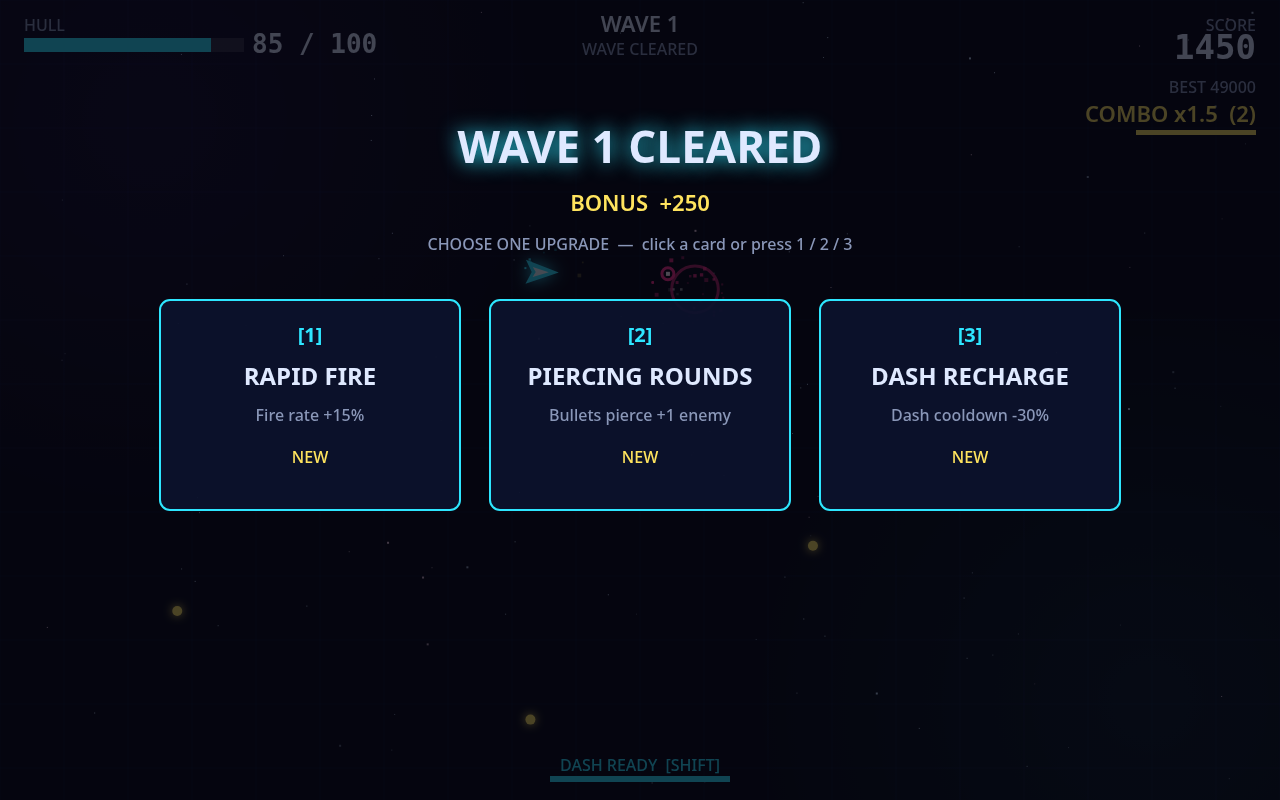 HULL
85 / 100
WAVE 1
WAVE CLEARED
SCORE
1450
BEST 49000
COMBO x1.5 (2)
WAVE 1 CLEARED
BONUS +250
CHOOSE ONE UPGRADE — click a card or press 1 / 2 / 3
[1]
RAPID FIRE
Fire rate +15%
NEW
[2]
PIERCING ROUNDS
Bullets pierce +1 enemy
NEW
[3]
DASH RECHARGE
Dash cooldown -30%
NEW
DASH READY [SHIFT]